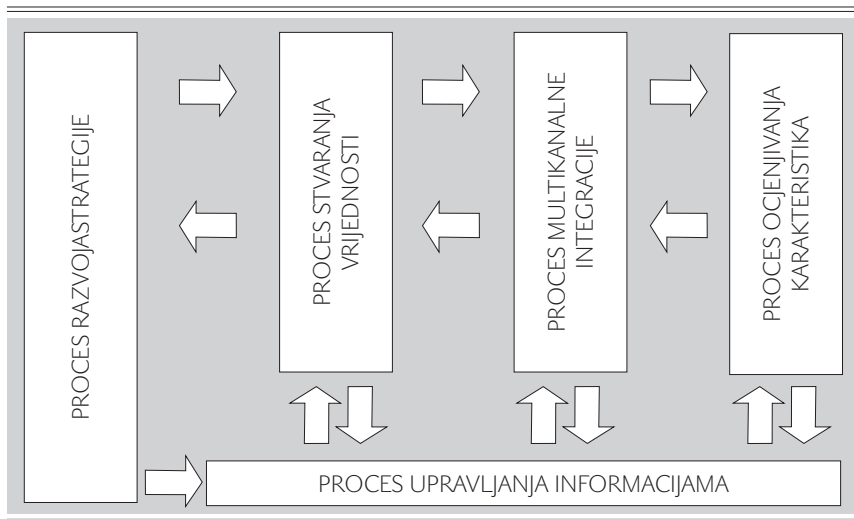 PROCES RAZVOJASTRATEGIJE
PROCES STVARANJA
VRIJEDNOSTI
PROCES MULTIKANALNE
INTEGRACIJE
PROCES OCJENJIVANJA
KARAKTERISTIKA
PROCES UPRAVLJANJA INFORMACIJAMA